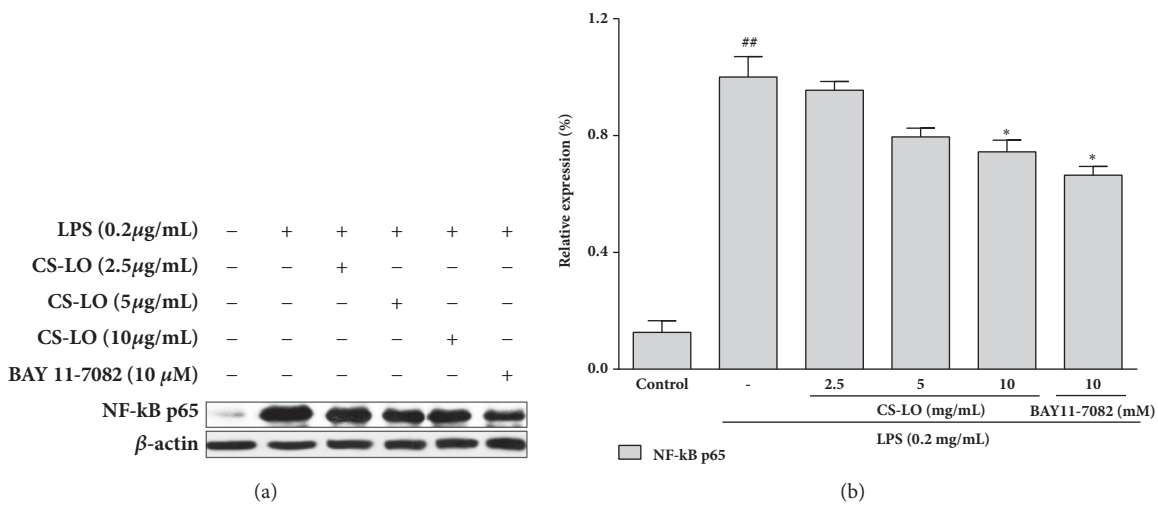 LPS (0.2μg/mL) – + + + + +
CS-LO (2.5μg/mL) – – + – – –
CS-LO (5μg/mL) – – – + – –
CS-LO (10μg/mL) – – – – + –
BAY 11-7082 (10 μM) – – – – – +
NF-kB p65
β-actin
(a)
1.2
0.8
0.4
0.0
Relative expression (%)
##
*
*
Control - 2.5 5 10 10
CS-LO (mg/mL) BAY11-7082 (mM)
LPS (0.2 mg/mL)
NF-kB p65
(b)